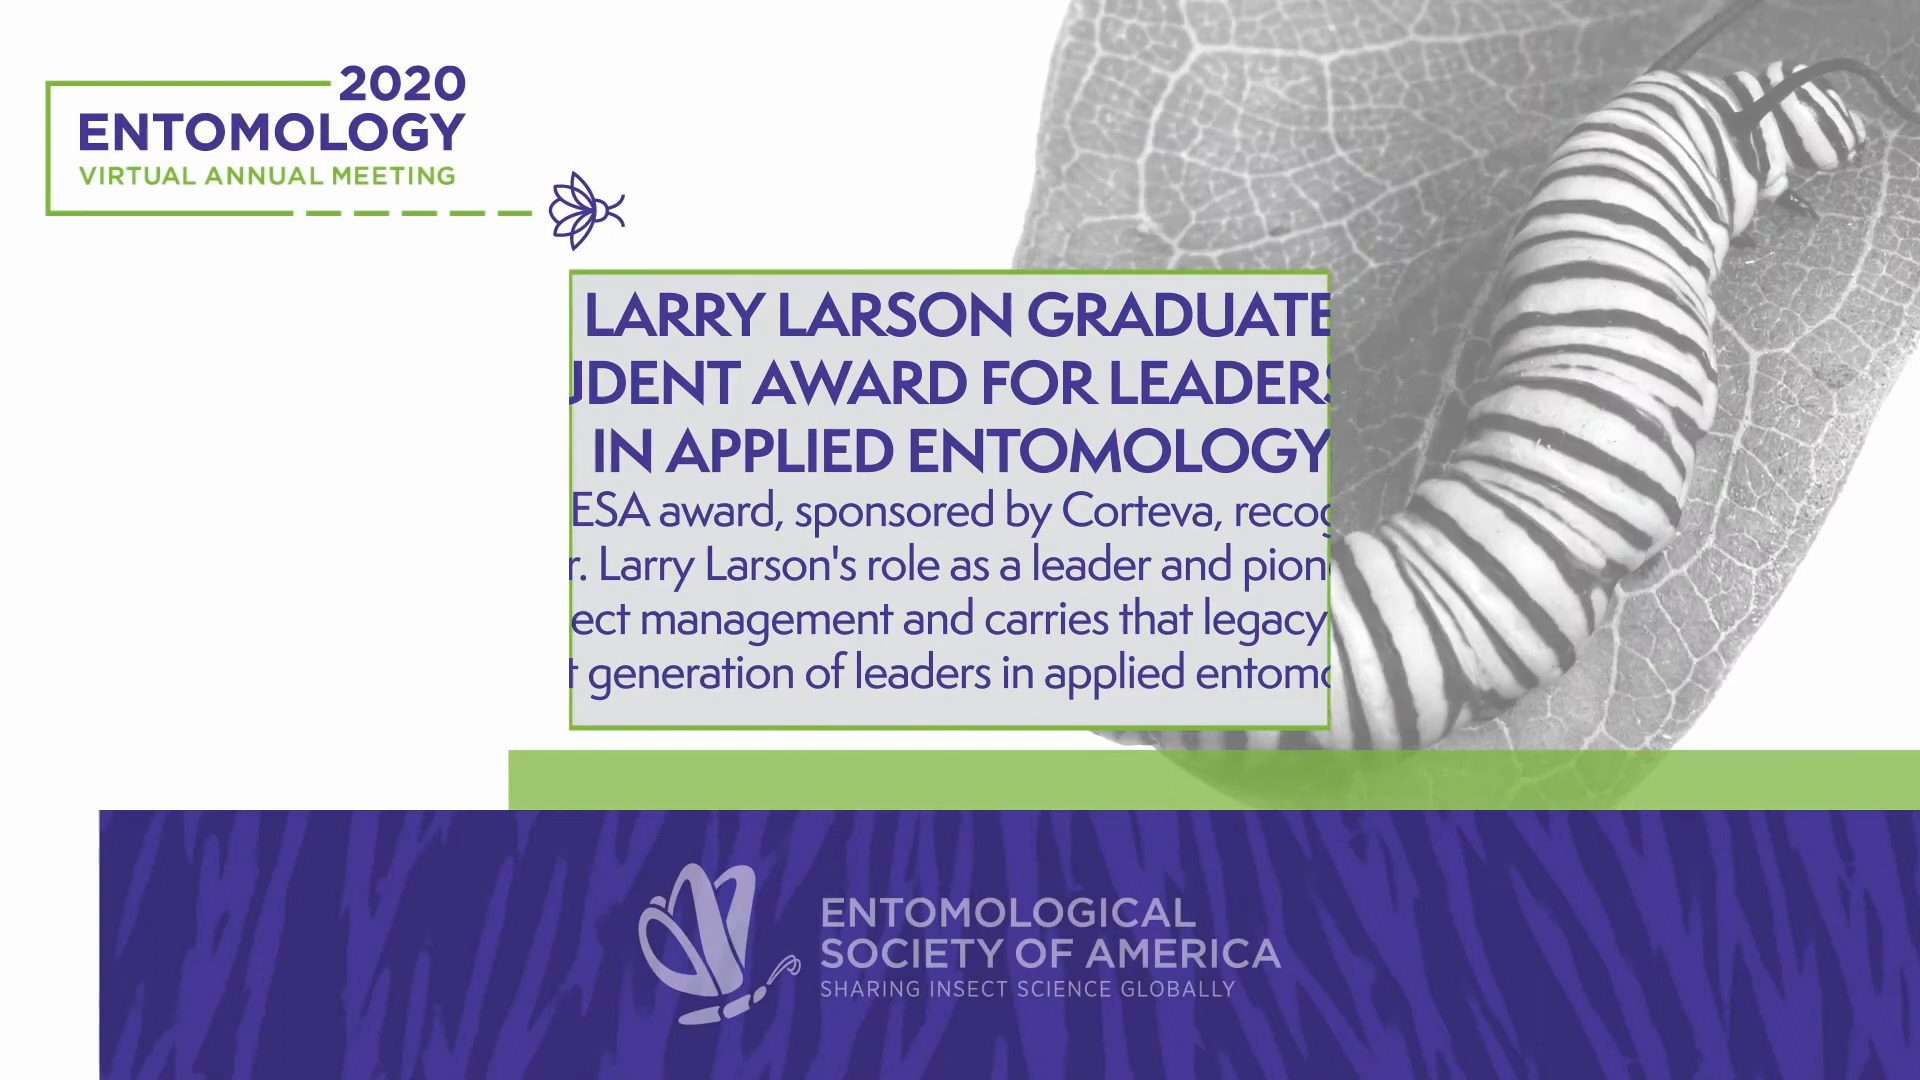 2020
ENTOMOLOGY
VIRTUAL ANNUAL MEETING
LARRY LARSON GRADUATE
UDENT AWARD FOR LEADERS
IN APPLIED ENTOMOLOGY
ESA award, sponsored by Corteva, recog
r. Larry Larson's role as a leader and pion
ect management and carries that legacy
t generation of leaders in applied entomo
ENTOMOLOGICAL
SOCIETY OF AMERICA
SHARING INSECT SCIENCE GLOBALLY